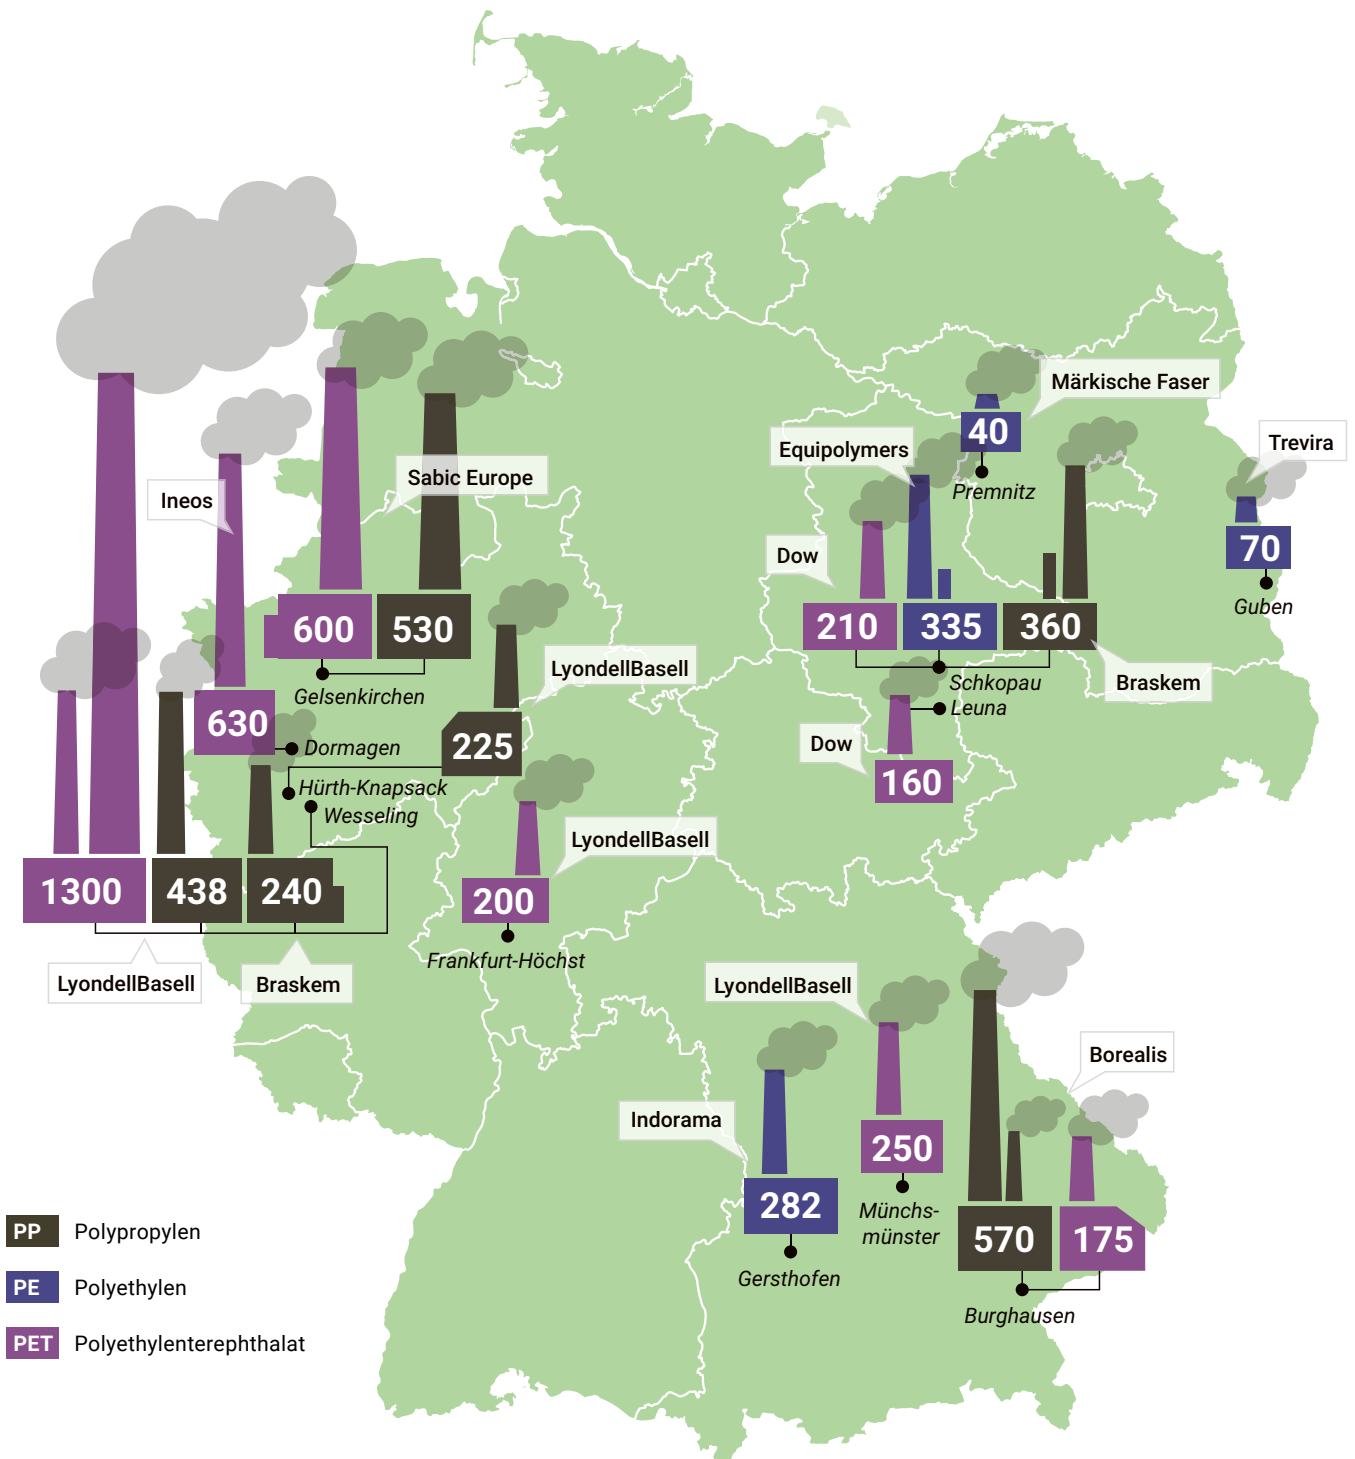 Märkische Faser
40
Premnitz
Trevira
70
Guben
Equipolymers
Dow
210
335
360
Schkopau
Braskem
Leuna
Dow
160
Ineos
Sabic Europe
600
530
Gelsenkirchen
630
Dormagen
LyondellBasell
225
Hürth-Knapsack
Wesseling
1300
438
240
LyondellBasell
Braskem
LyondellBasell
200
Frankfurt-Höchst
LyondellBasell
250
Münchs-
münster
Indorama
282
Gersthofen
Borealis
570
175
Burghausen
PP Polypropylen
PE Polyethylen
PET Polyethylenterephthalat